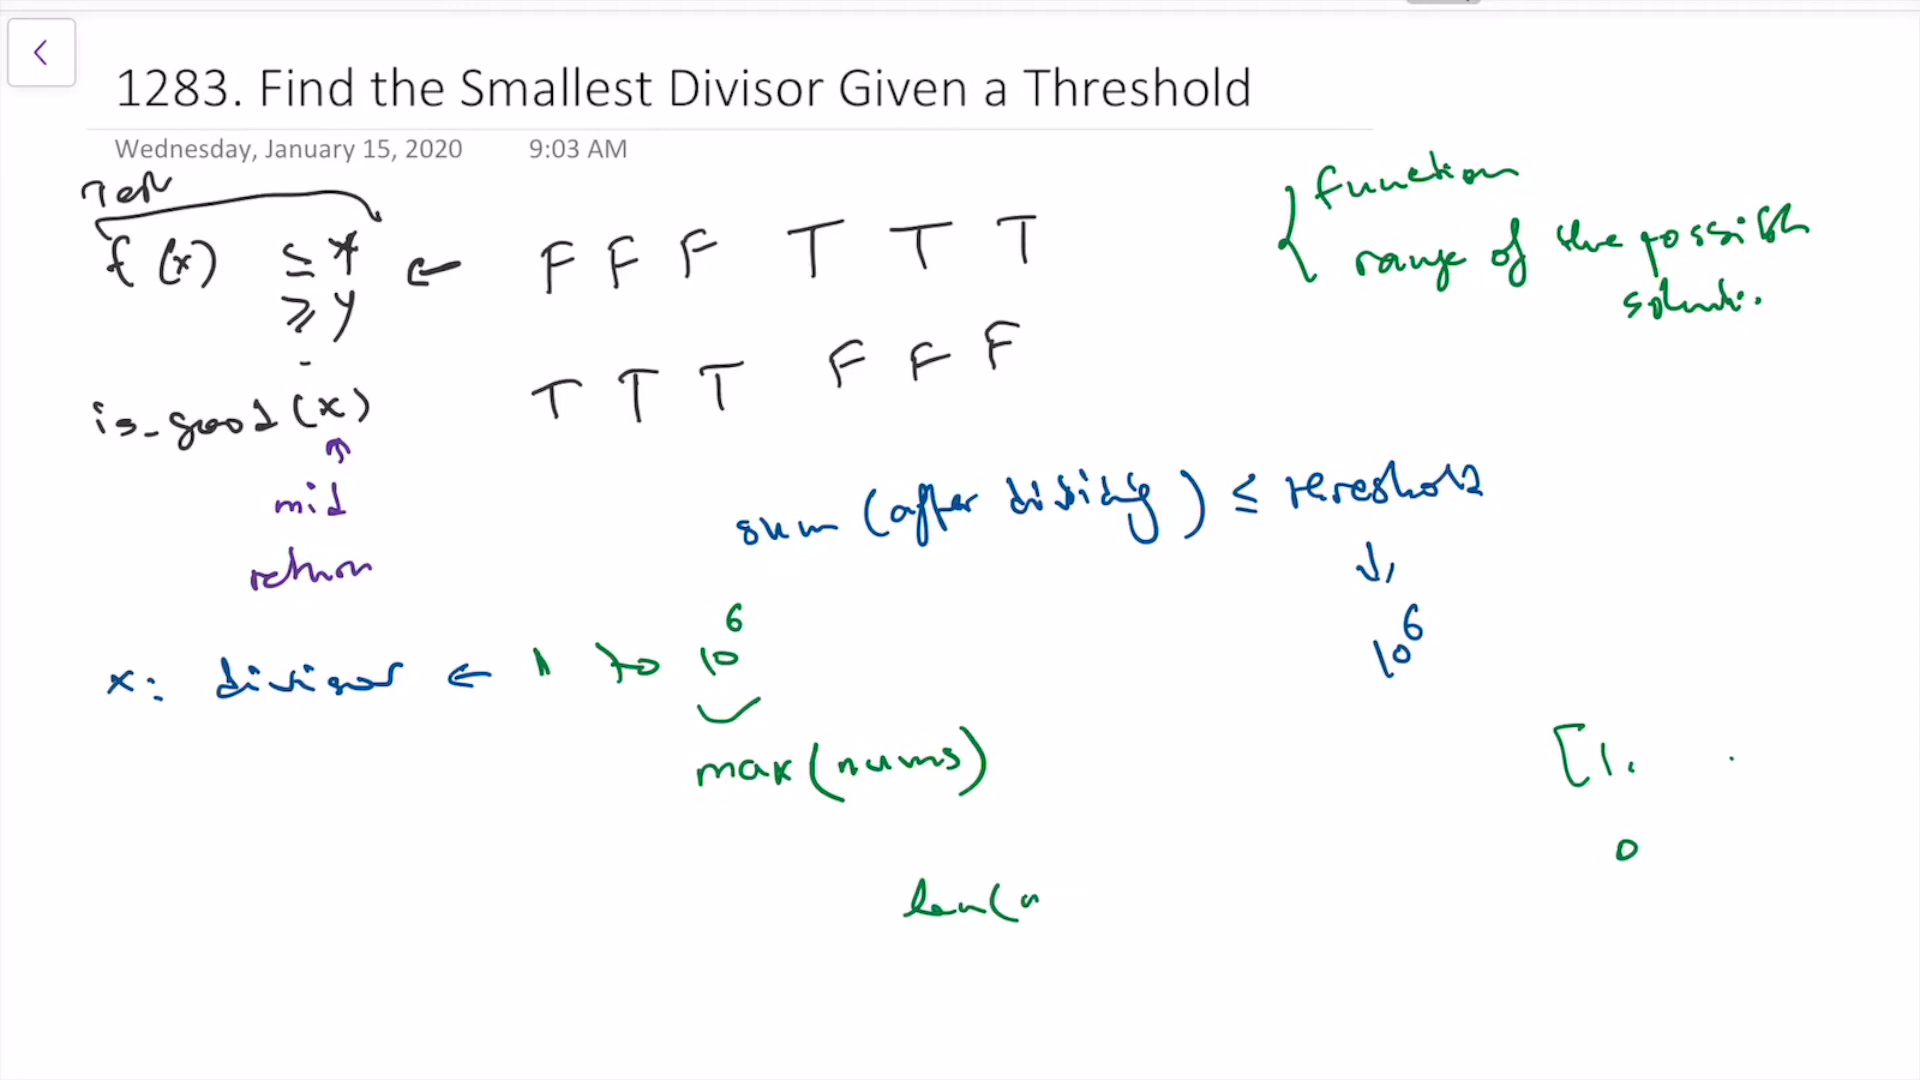 1283. Find the Smallest Divisor Given a Threshold
Wednesday, January 15, 2020 9:03 AM
f(x) ≤ ← F F F T T T
≥ y
{ function
range of the possible
T T T F F F
is_good(x)
↑
mid
return
sum (after dividing) ≤ threshold
↓
10^6
x: divisor ← 1 to 10^6
max(nums)
[1,
0
len(n